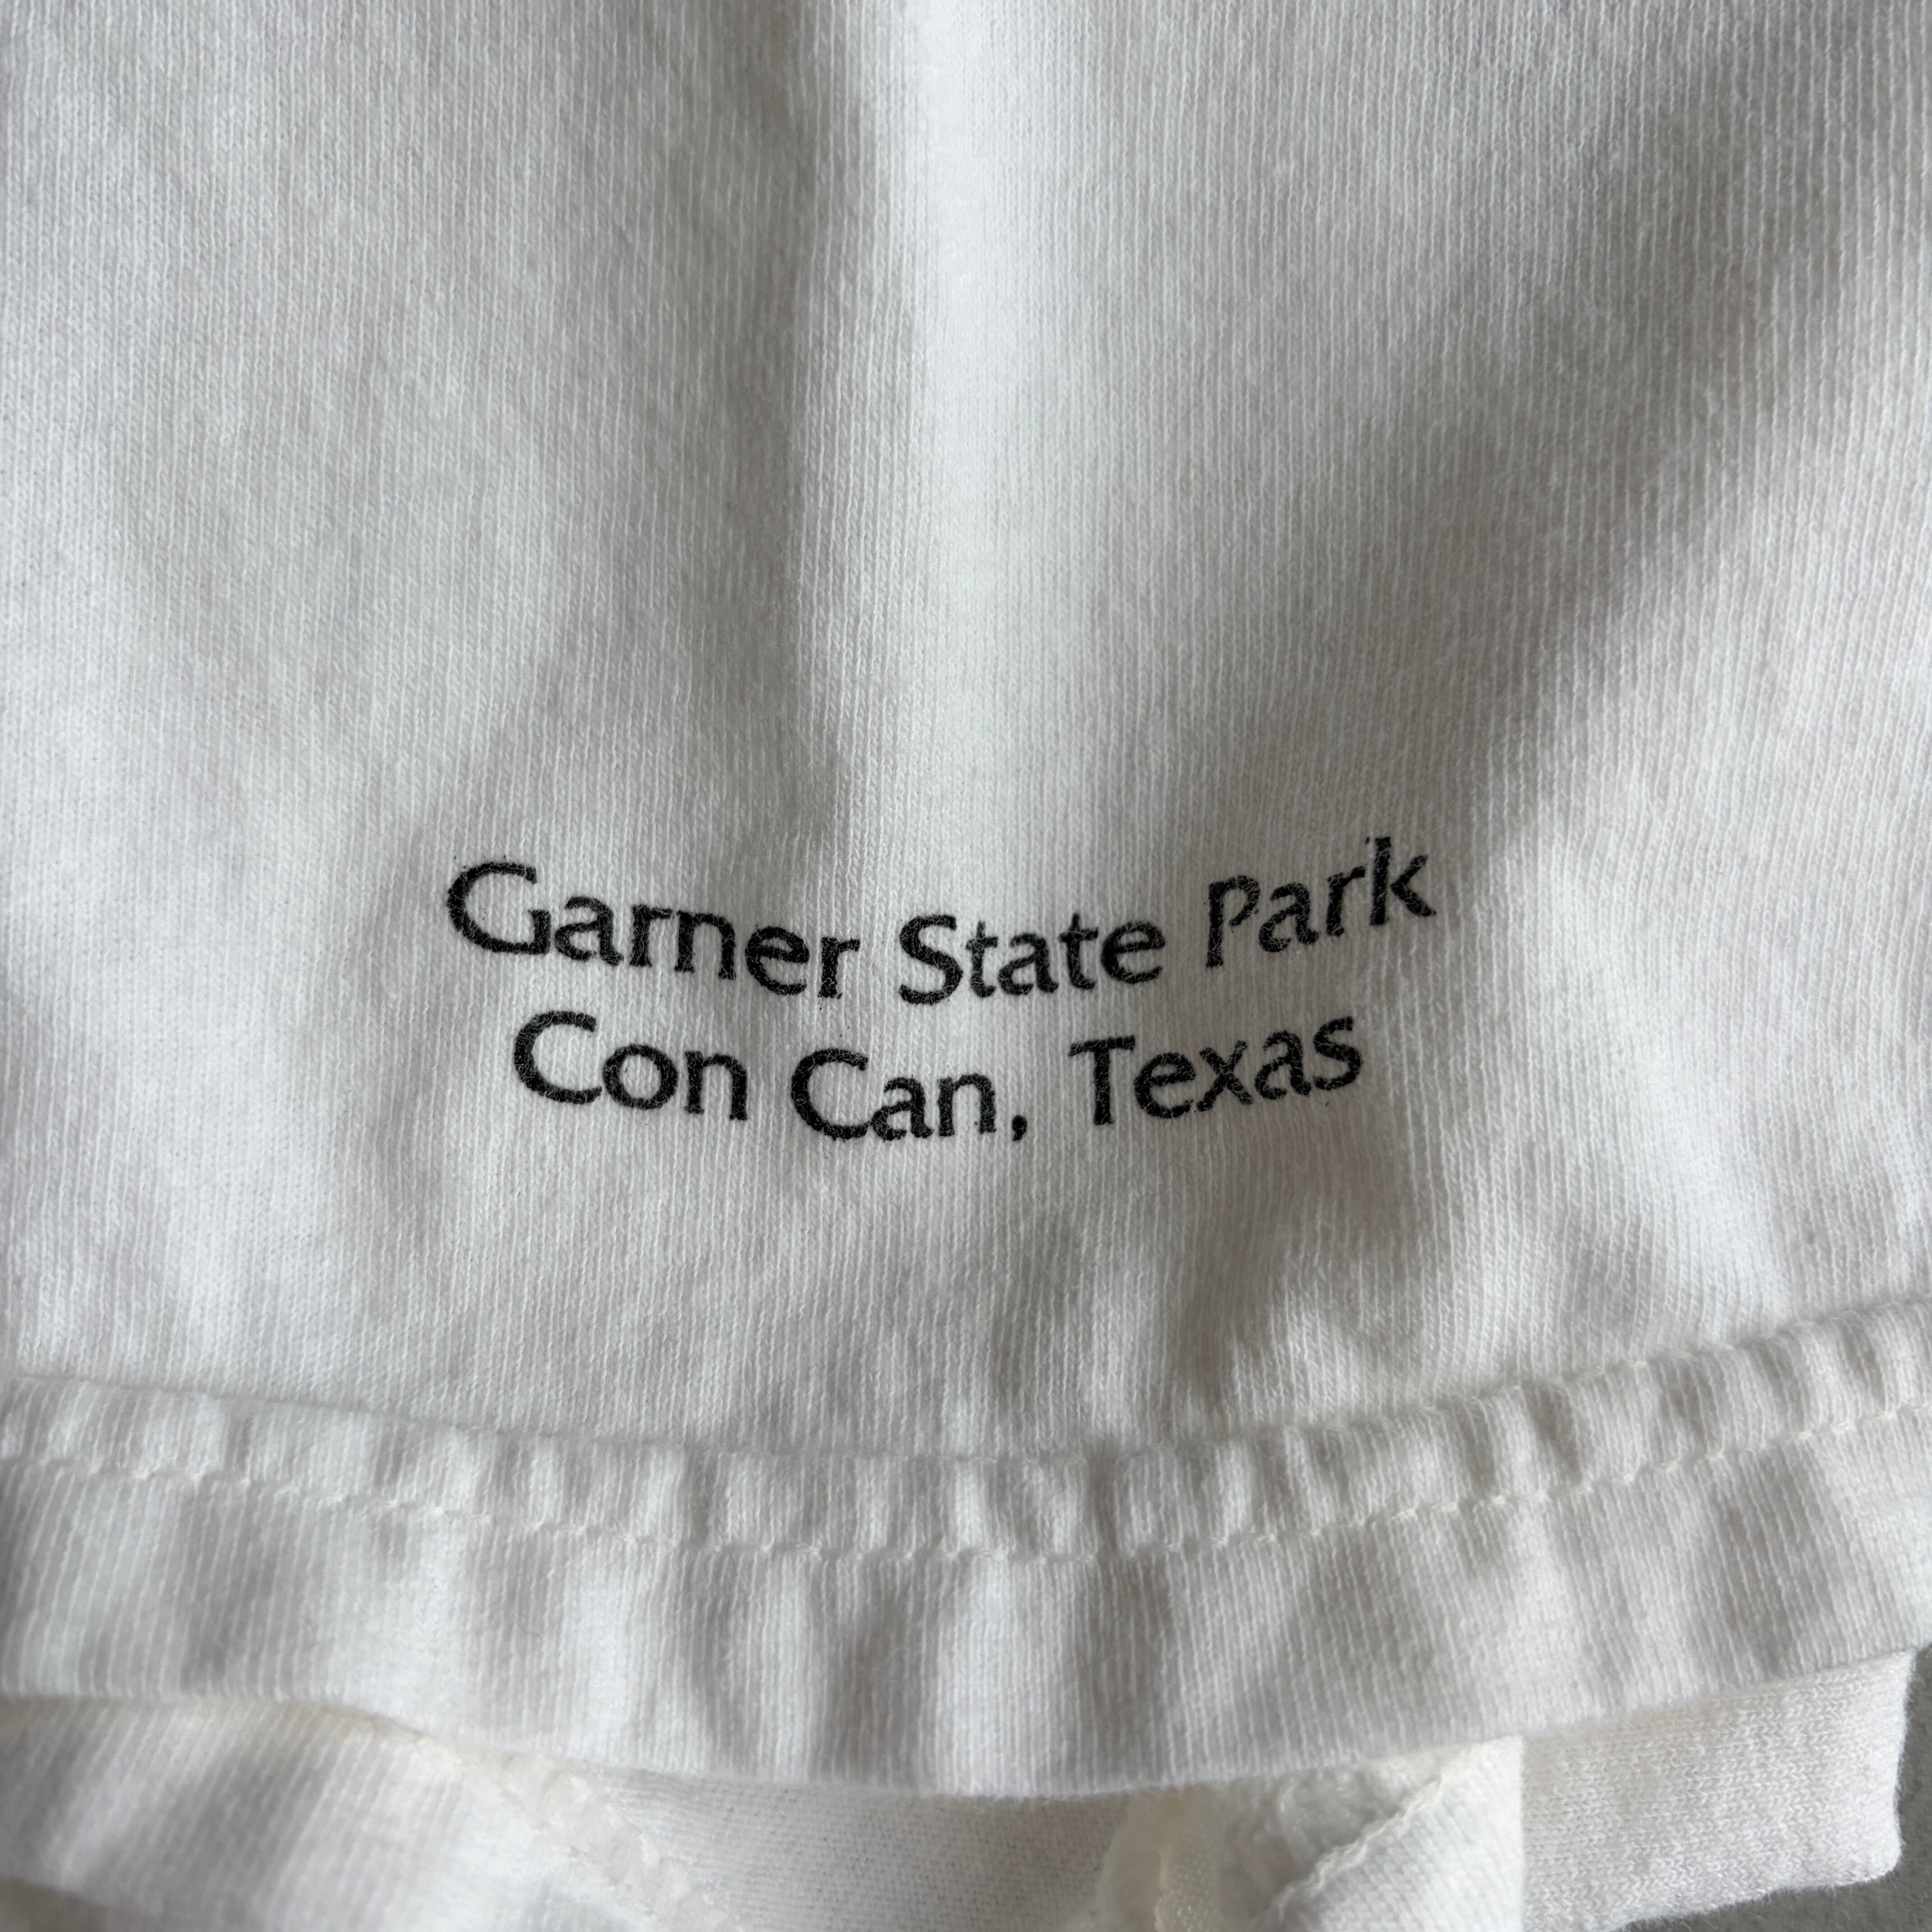 Garner State Park
Con Can, Texas